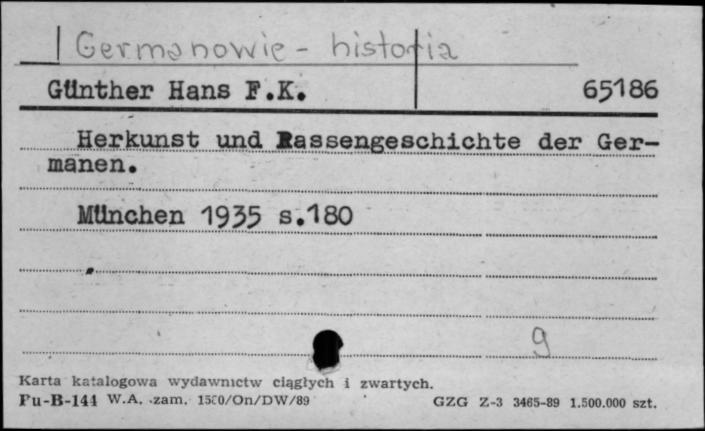 Germanowie - historia
Günther Hans F.K. 65186
Herkunst und Rassengeschichte der Ger-
manen.
München 1935 s.180
9
Karta katalogowa wydawnictw ciągłych i zwartych.
Pu-B-144 W.A. zam. 1500/On/DW/89 GZG Z-3 3465-89 1.500.000 szt.